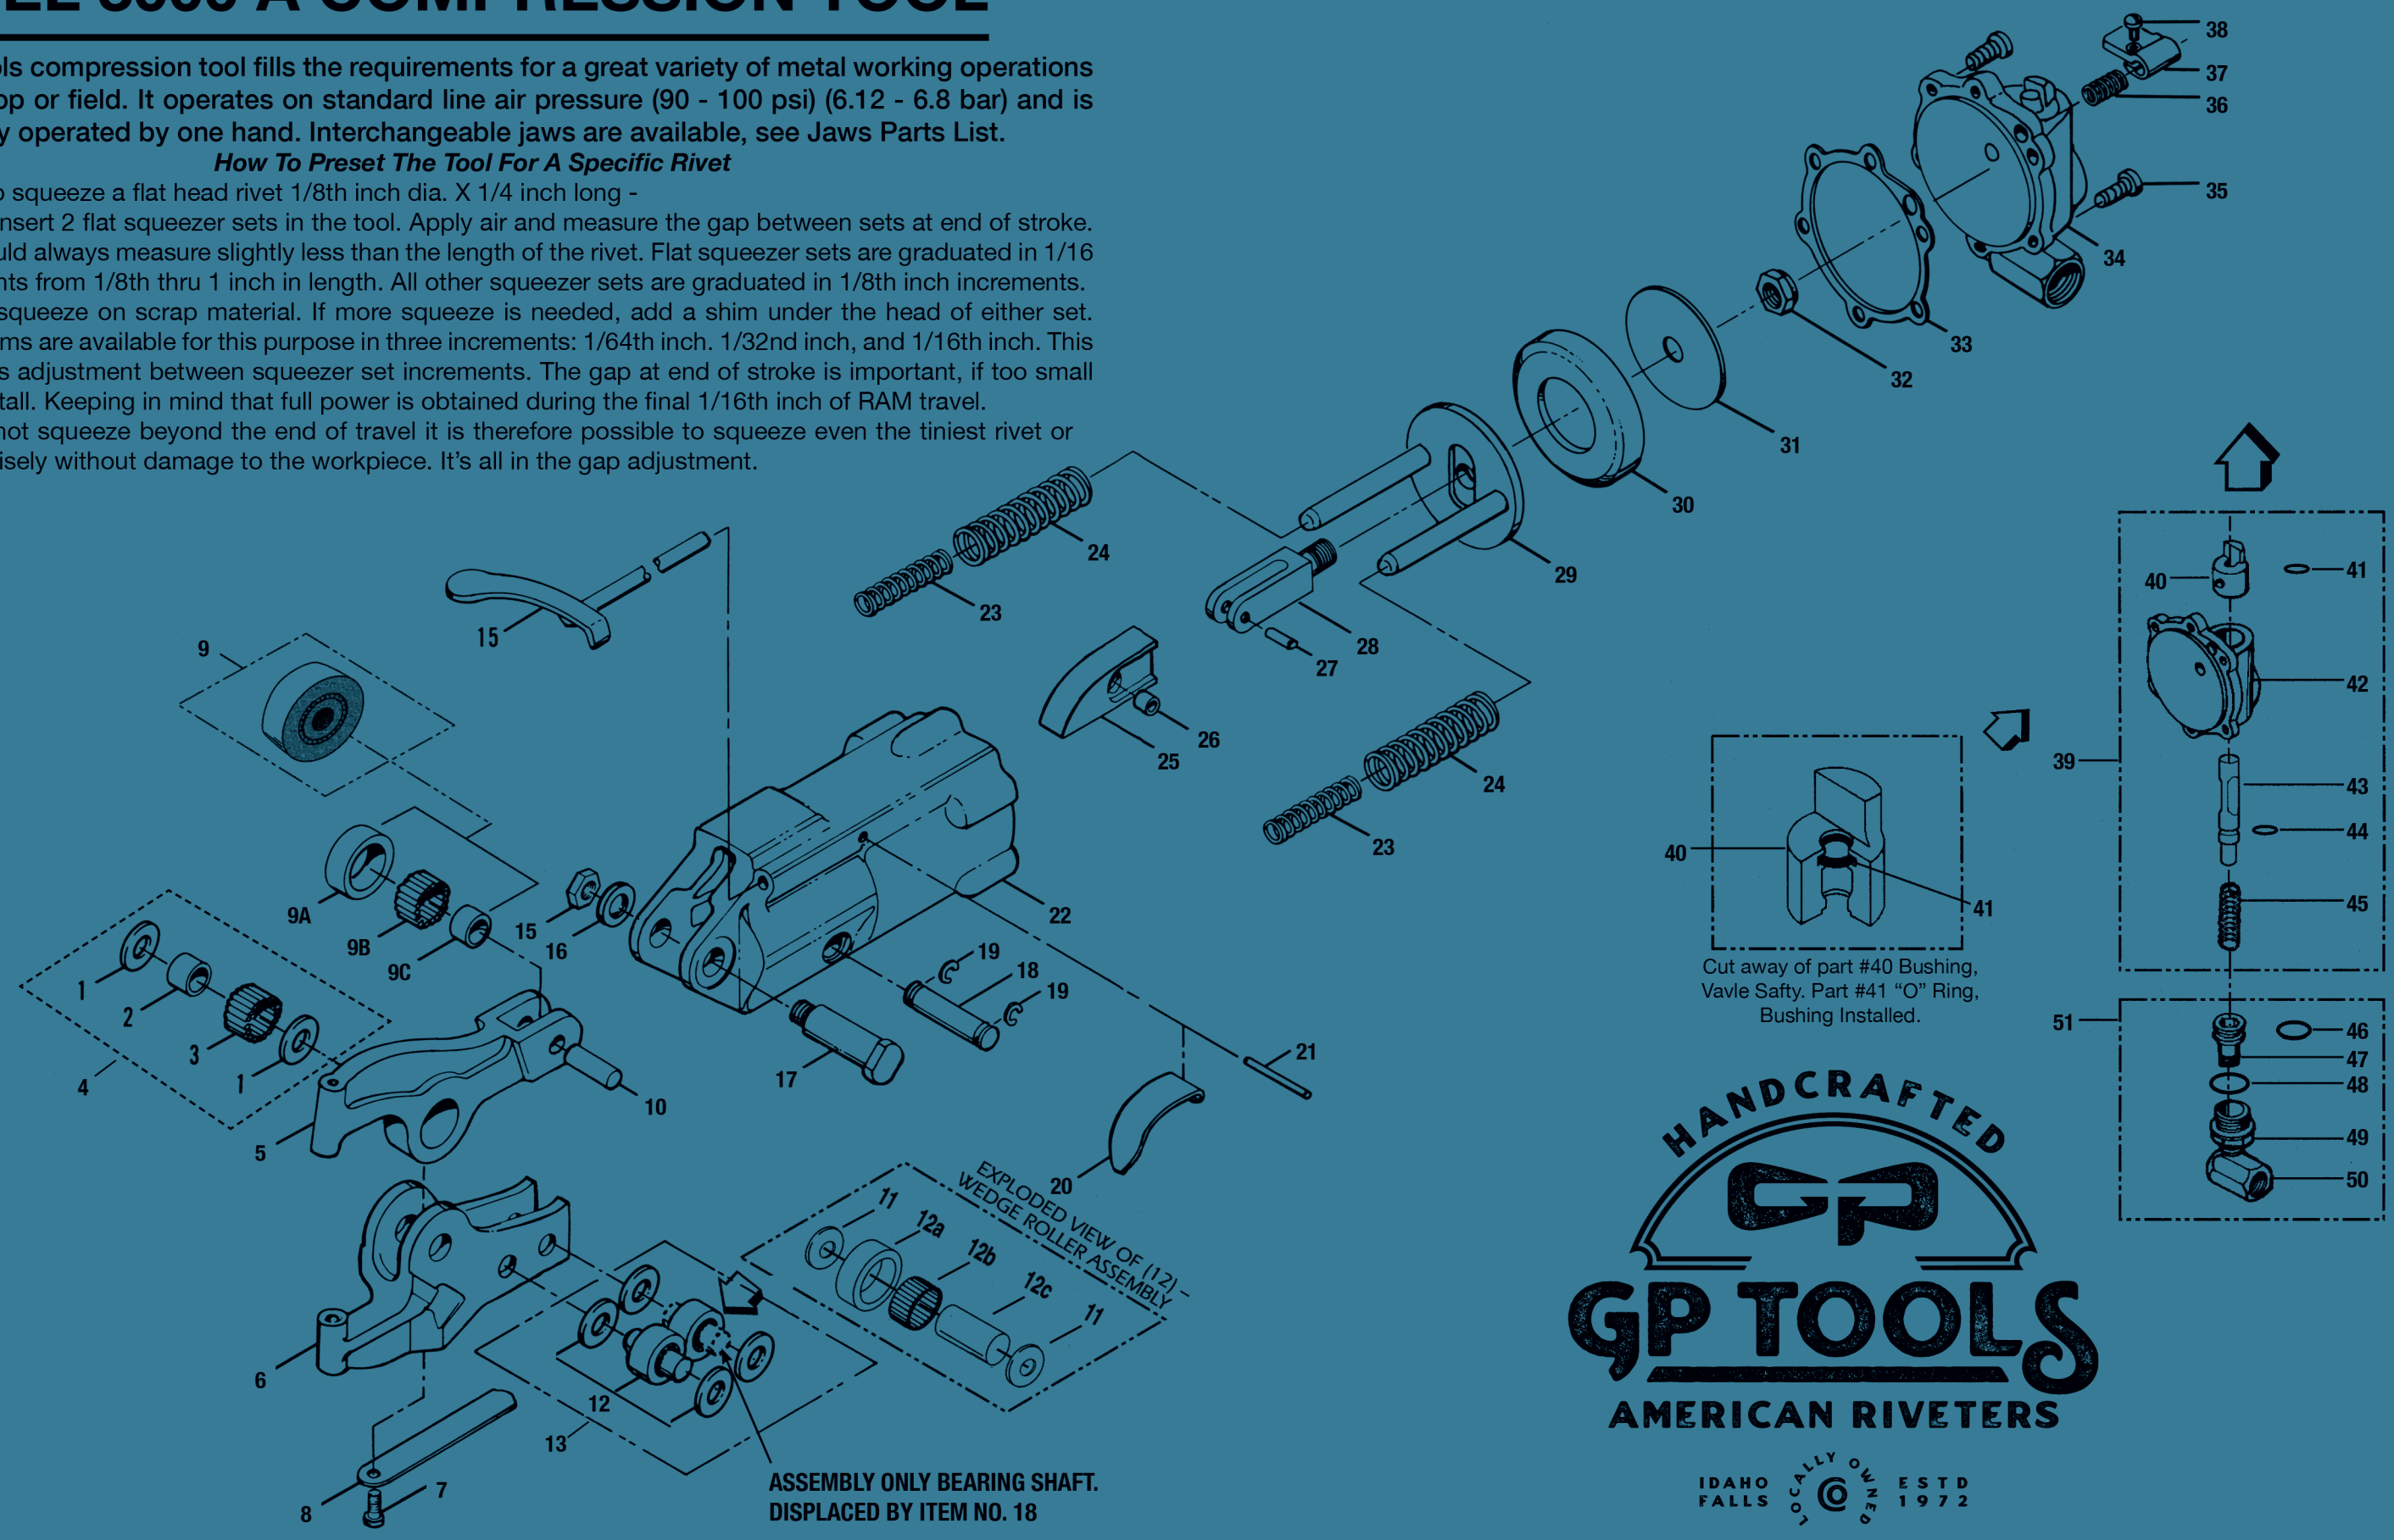 A COMPRESSION TOOL
compression tool fills the requirements for a great variety of metal working operations
or field. It operates on standard line air pressure (90 - 100 psi) (6.12 - 6.8 bar) and is
operated by one hand. Interchangeable jaws are available, see Jaws Parts List.
How To Preset The Tool For A Specific Rivet
squeeze a flat head rivet 1/8th inch dia. X 1/4 inch long -
nsert 2 flat squeezer sets in the tool. Apply air and measure the gap between sets at end of stroke.
uld always measure slightly less than the length of the rivet. Flat squeezer sets are graduated in 1/16
nts from 1/8th thru 1 inch in length. All other squeezer sets are graduated in 1/8th inch increments.
squeeze on scrap material. If more squeeze is needed, add a shim under the head of either set.
ms are available for this purpose in three increments: 1/64th inch. 1/32nd inch, and 1/16th inch. This
s adjustment between squeezer set increments. The gap at end of stroke is important, if too small
tall. Keeping in mind that full power is obtained during the final 1/16th inch of RAM travel.
not squeeze beyond the end of travel it is therefore possible to squeeze even the tiniest rivet or
isely without damage to the workpiece. It's all in the gap adjustment.
38
37
36
35
34
33
32
31
30
29
24
23
28
27
26
25
24
23
15
9
22
9A
9B
9C
15
16
19
18
19
17
21
20
1
2
3
1
4
5
10
6
7
8
12
13
EXPLODED VIEW OF (12) –
WEDGE ROLLER ASSEMBLY
11
12a
12b
12c
11
ASSEMBLY ONLY BEARING SHAFT.
DISPLACED BY ITEM NO. 18
40
41
42
39
43
44
45
40
41
Cut away of part #40 Bushing,
Vavle Safty. Part #41 “O” Ring,
Bushing Installed.
51
46
47
48
49
50
HANDCRAFTED
GP
GP TOOLS
AMERICAN RIVETERS
IDAHO
FALLS
LOCALLY OWNED
CO
ESTD
1972